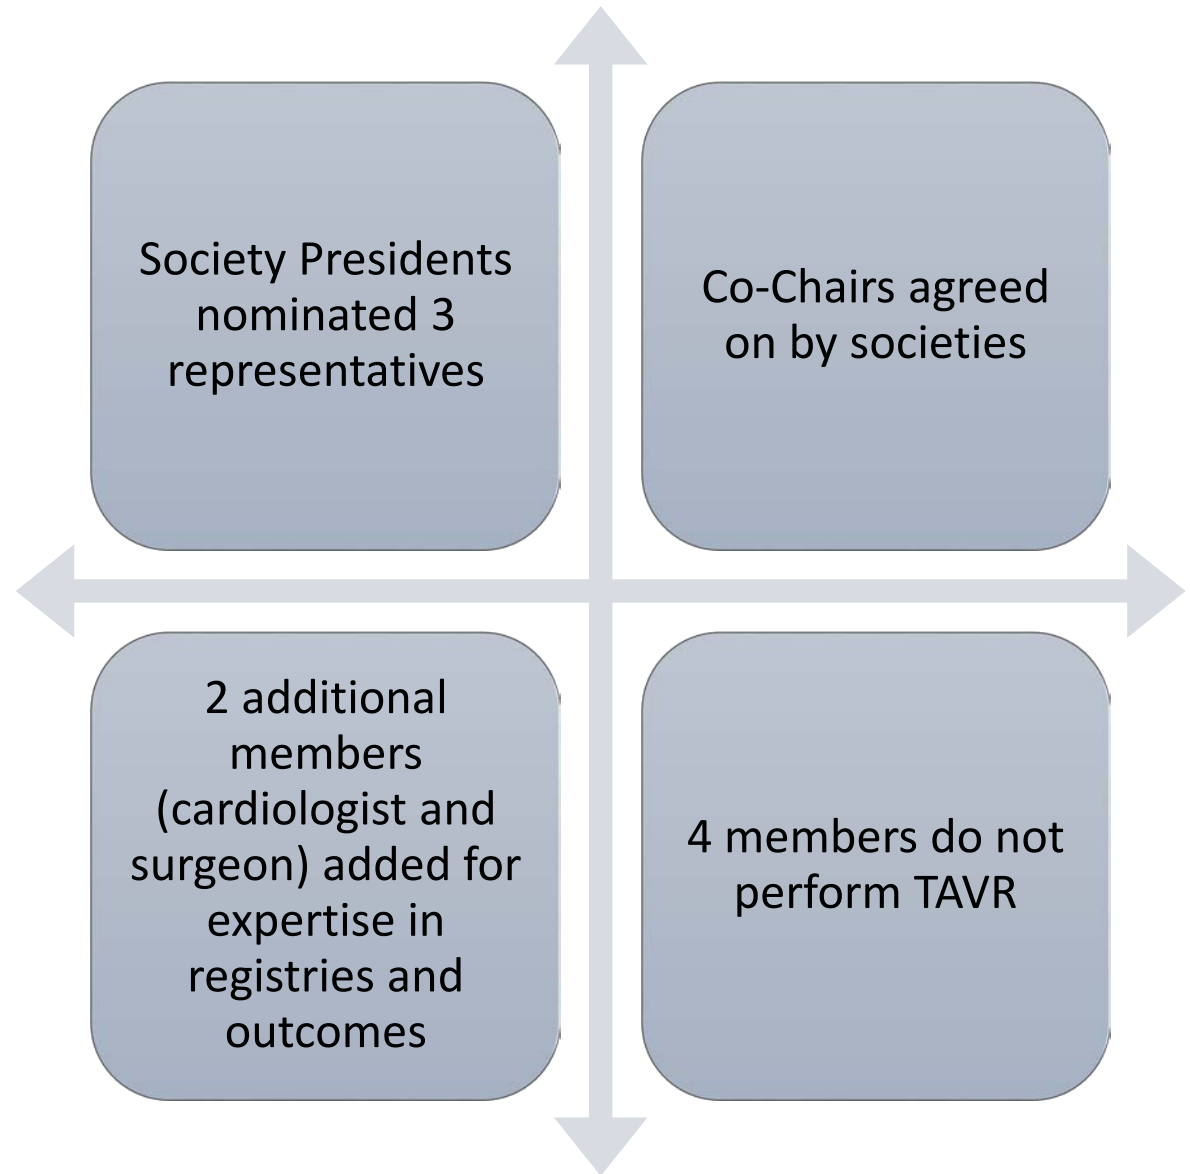 Society Presidents
nominated 3
representatives
Co-Chairs agreed
on by societies
2 additional
members
(cardiologist and
surgeon) added for
expertise in
registries and
outcomes
4 members do not
perform TAVR